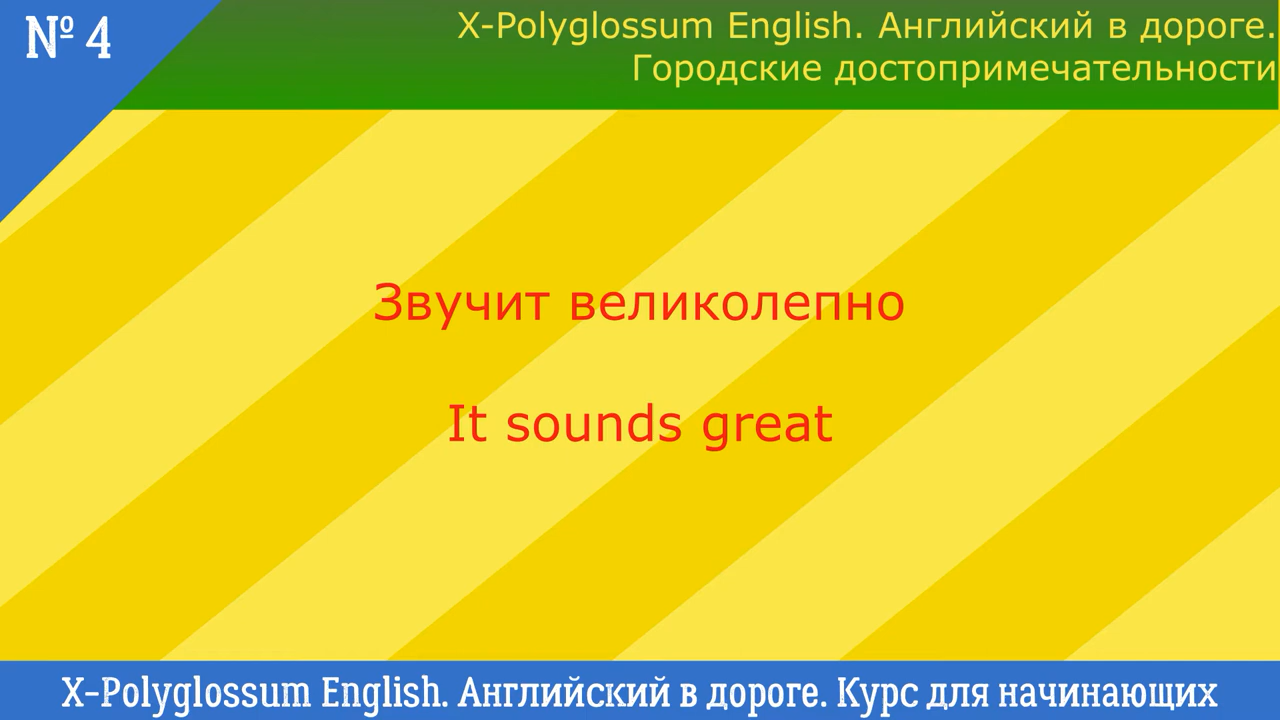 № 4
X-Polyglossum English. Английский в дороге.
Городские достопримечательности
Звучит великолепно
It sounds great
X-Polyglossum English. Английский в дороге. Курс для начинающих